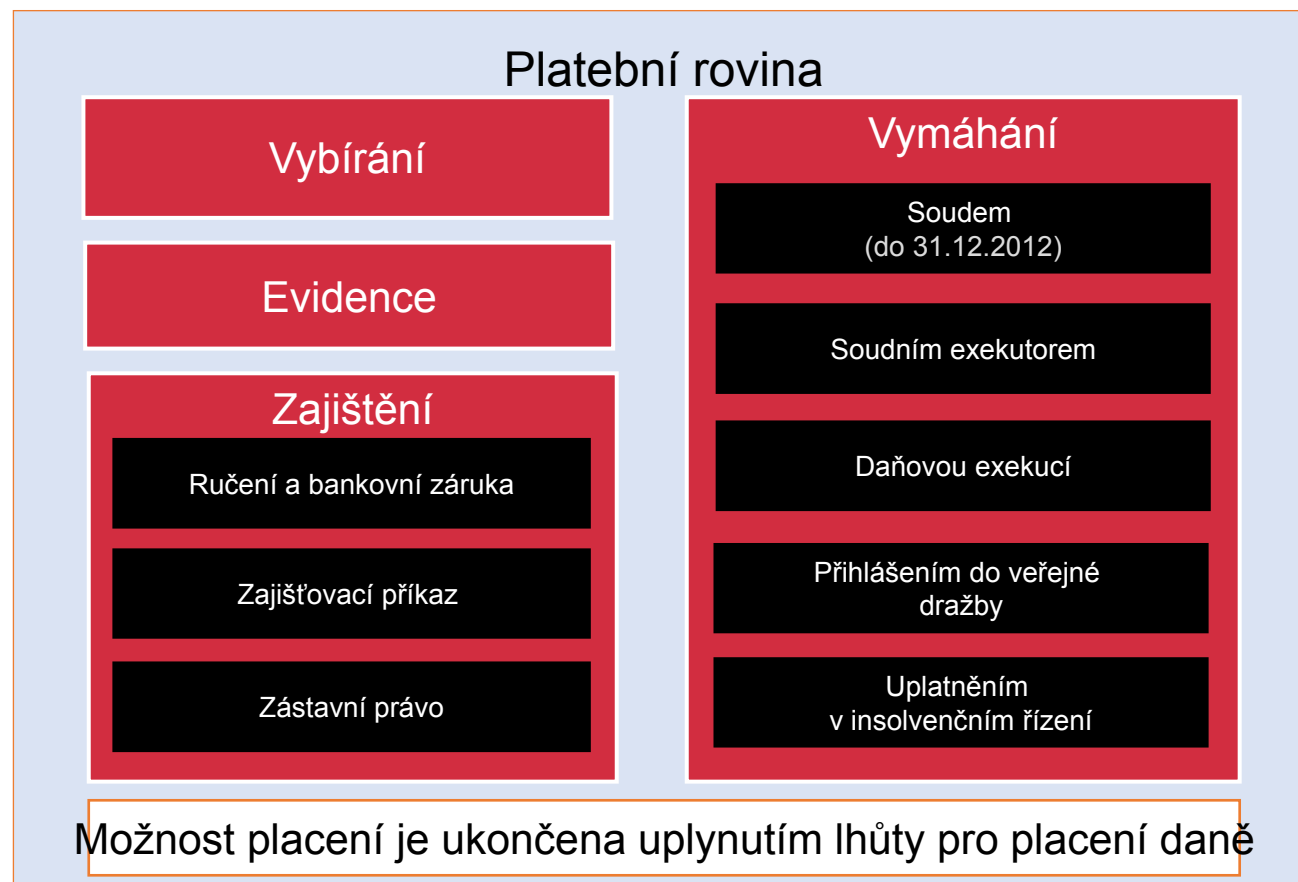 Platební rovina
Vybírání
Evidence
Zajištění
Ručení a bankovní záruka
Zajišťovací příkaz
Zástavní právo
Vymáhání
Soudem
(do 31.12.2012)
Soudním exekutorem
Daňovou exekucí
Přihlášením do veřejné
dražby
Uplatněním
v insolvenčním řízení
Možnost placení je ukončena uplynutím lhůty pro placení daně